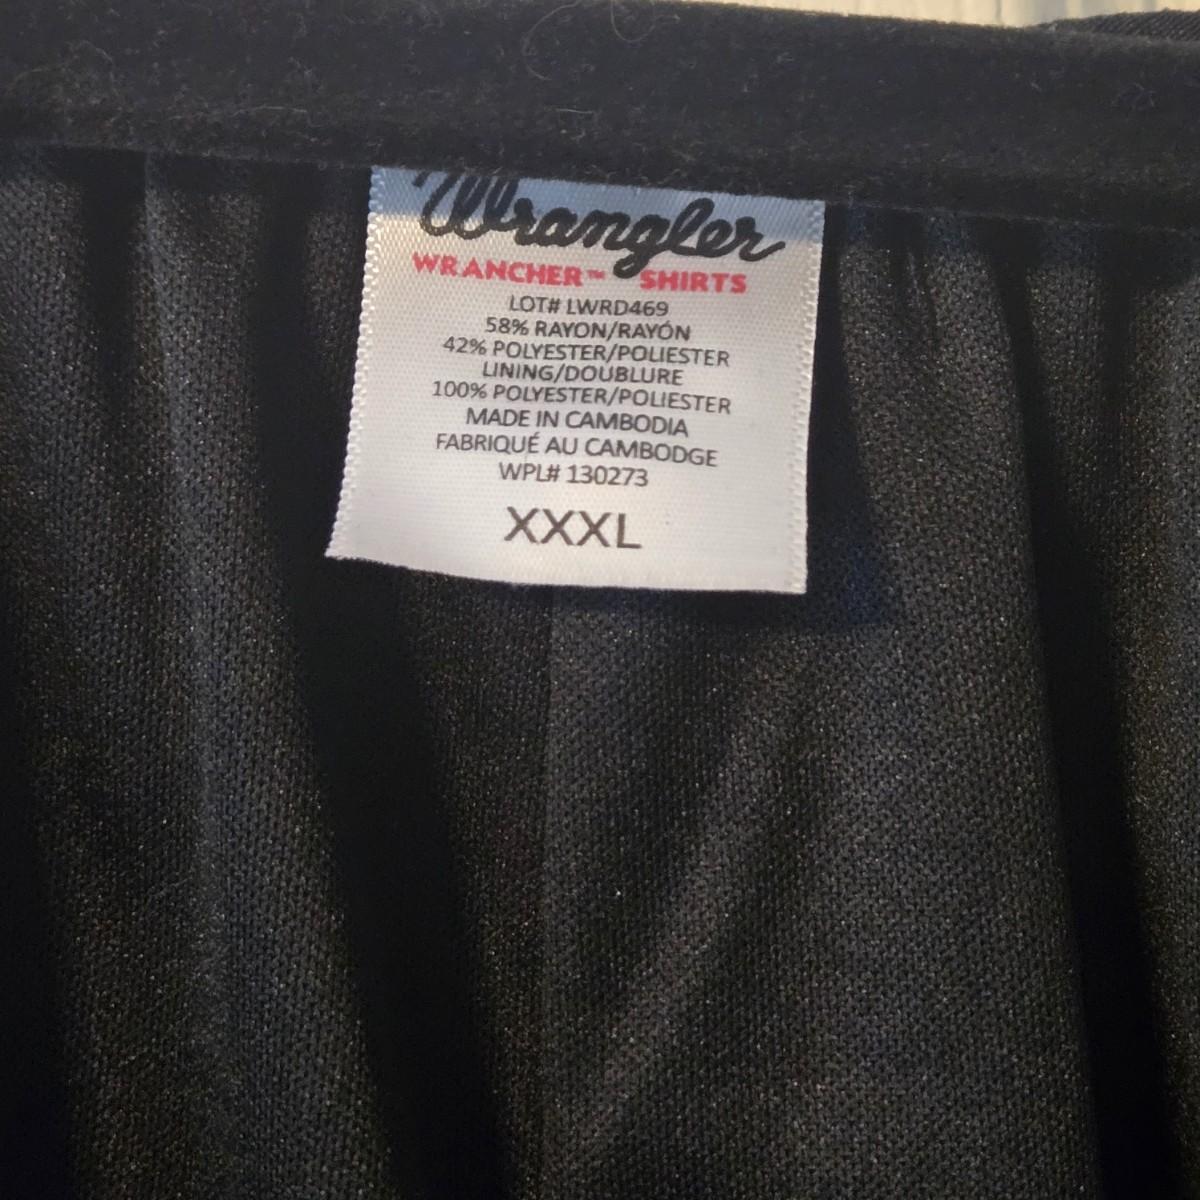 Wrangler
WRANCHER™ SHIRTS
LOT# LWRD469
58% RAYON/RAYÓN
42% POLYESTER/POLIESTER
LINING/DOUBLURE
100% POLYESTER/POLIESTER
MADE IN CAMBODIA
FABRIQUÉ AU CAMBODGE
WPL# 130273
XXXL